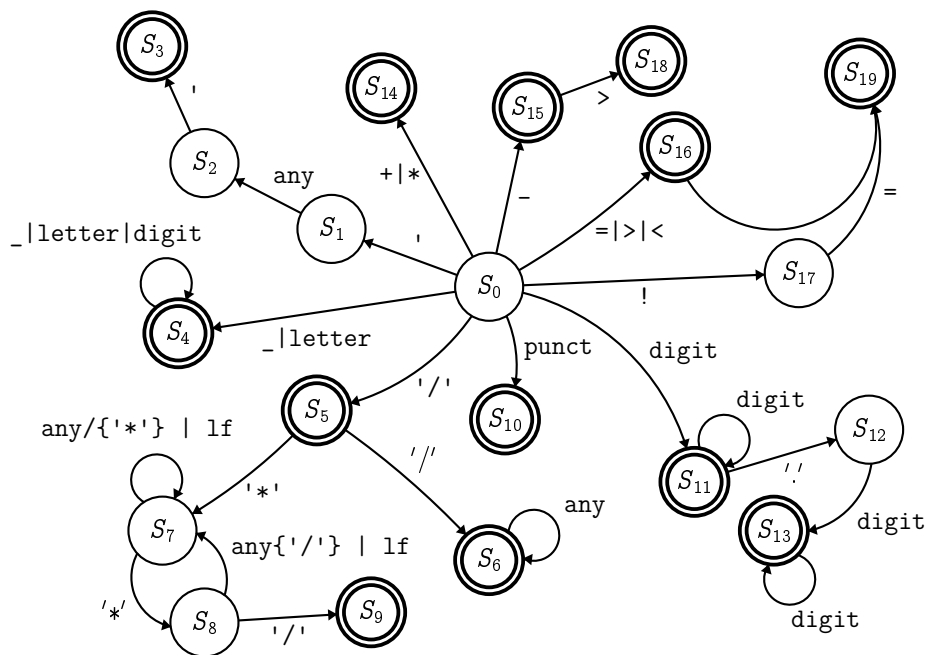 S3
S14
S15
>
S18
S19
'
S2
any
+|*
S16
-
=
_|letter|digit
S1
'
=|>|<
S17
S0
!
S4
_|letter
punct
digit
S5
'/'
any/{'*'} | lf
'/'
S10
digit
S12
'*'
S11
'.'
S7
any{'/'} | lf
any
S13
digit
S6
'*'
S8
'/'
S9
digit